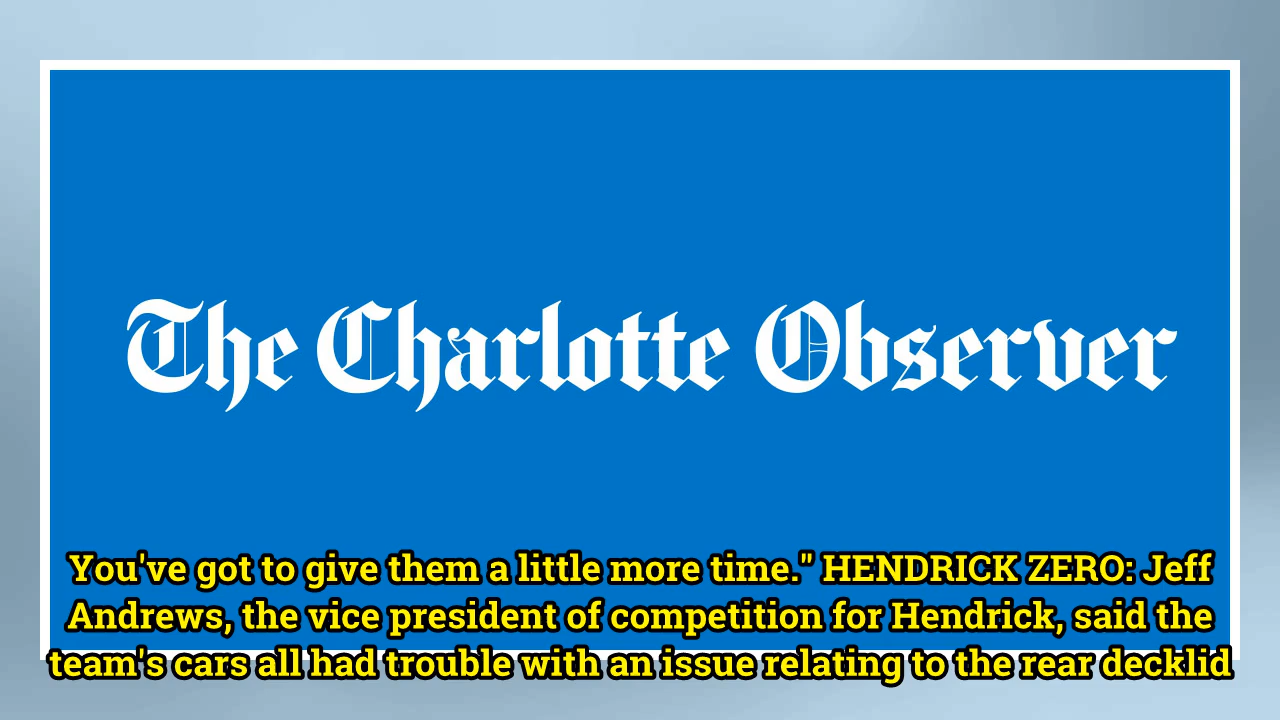 The Charlotte Observer
You've got to give them a little more time." HENDRICK ZERO: Jeff
Andrews, the vice president of competition for Hendrick, said the
team's cars all had trouble with an issue relating to the rear decklid